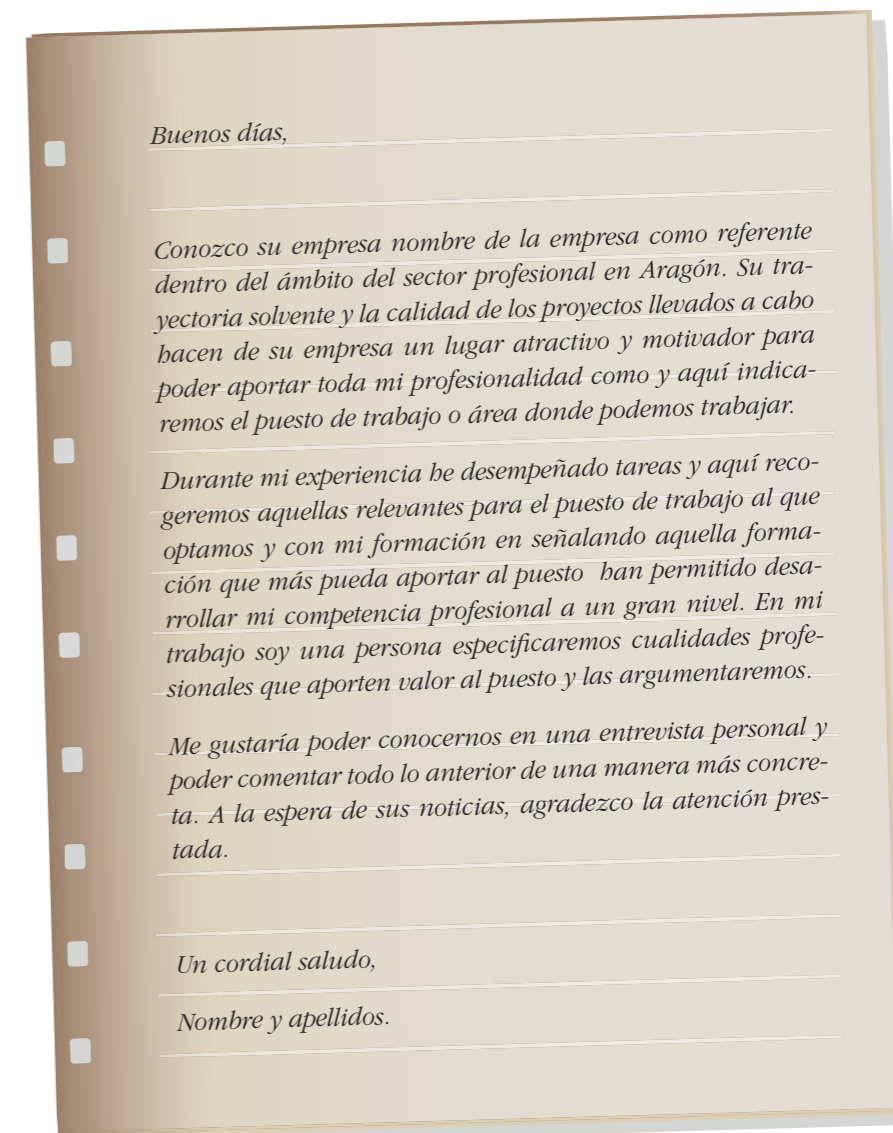 Buenos días,
Conozco su empresa nombre de la empresa como referente
dentro del ámbito del sector profesional en Aragón. Su tra-
yectoria solvente y la calidad de los proyectos llevados a cabo
hacen de su empresa un lugar atractivo y motivador para
poder aportar toda mi profesionalidad como y aquí indica-
remos el puesto de trabajo o área donde podemos trabajar.
Durante mi experiencia he desempeñado tareas y aquí reco-
geremos aquellas relevantes para el puesto de trabajo al que
optamos y con mi formación en señalando aquella forma-
ción que más pueda aportar al puesto han permitido desa-
rrollar mi competencia profesional a un gran nivel. En mi
trabajo soy una persona especificaremos cualidades profe-
sionales que aporten valor al puesto y las argumentaremos.
Me gustaría poder conocernos en una entrevista personal y
poder comentar todo lo anterior de una manera más concre-
ta. A la espera de sus noticias, agradezco la atención pres-
tada.
Un cordial saludo,
Nombre y apellidos.